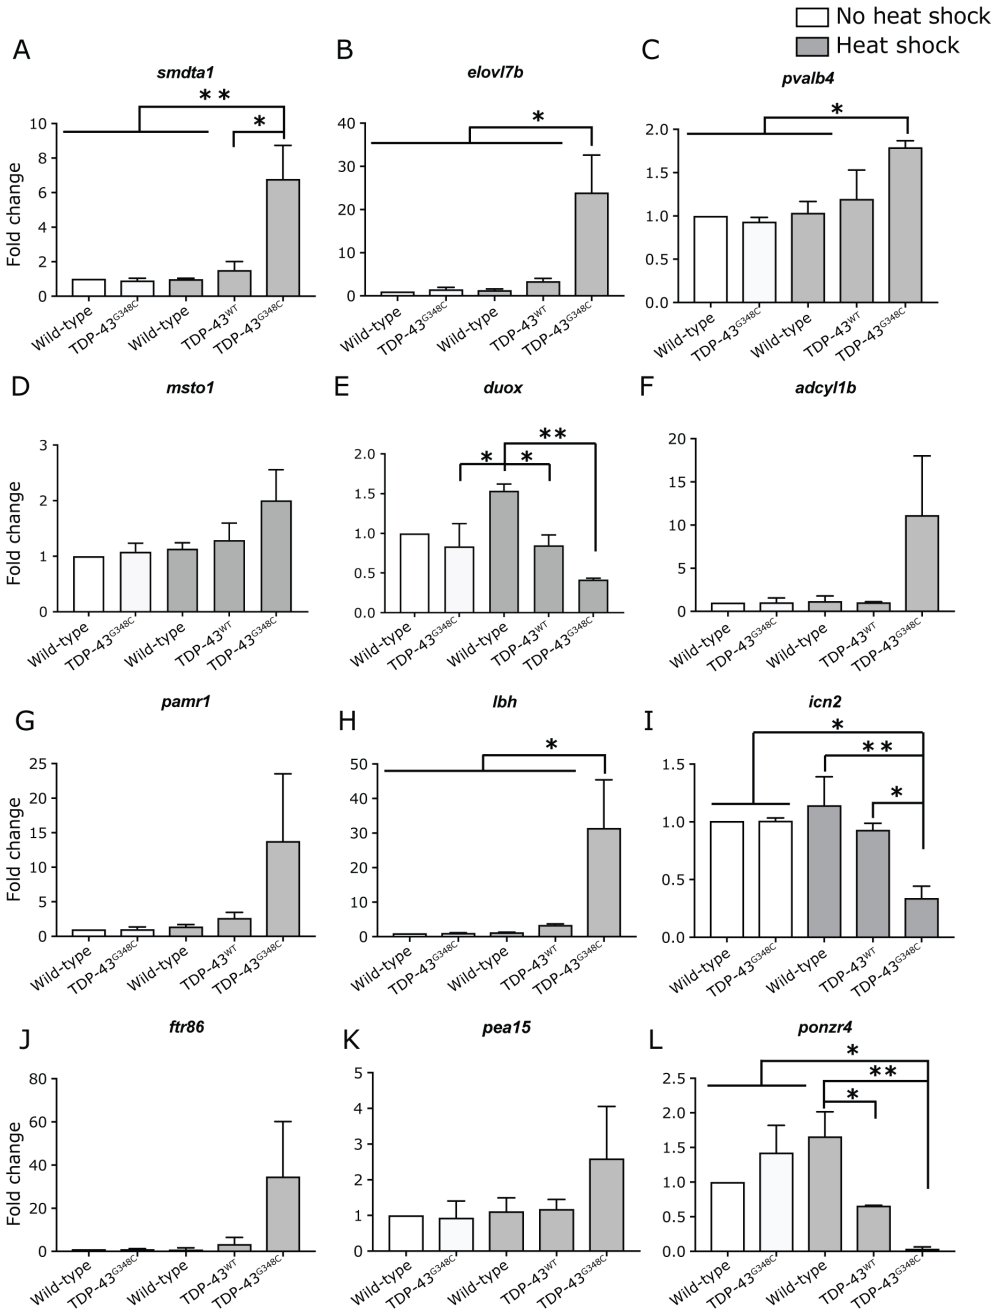 No heat shock
Heat shock
A
smdta1
**
*
Fold change
10
8
6
4
2
0
Wild-type
TDP-43G348C
Wild-type
TDP-43WT
TDP-43G348C
B
elovl7b
*
40
30
20
10
0
Wild-type
TDP-43G348C
Wild-type
TDP-43WT
TDP-43G348C
C
pvalb4
*
2.0
1.5
1.0
0.5
0.0
Wild-type
TDP-43G348C
Wild-type
TDP-43WT
TDP-43G348C
D
msto1
Fold change
3
2
1
0
Wild-type
TDP-43G348C
Wild-type
TDP-43WT
TDP-43G348C
E
duox
**
* *
2.0
1.5
1.0
0.5
0.0
Wild-type
TDP-43G348C
Wild-type
TDP-43WT
TDP-43G348C
F
adcyl1b
20
15
10
5
0
Wild-type
TDP-43G348C
Wild-type
TDP-43WT
TDP-43G348C
G
pamr1
Fold change
25
20
15
10
5
0
Wild-type
TDP-43G348C
Wild-type
TDP-43WT
TDP-43G348C
H
lbh
*
50
40
30
20
10
0
Wild-type
TDP-43G348C
Wild-type
TDP-43WT
TDP-43G348C
I
icn2
*
**
*
1.5
1.0
0.5
0.0
Wild-type
TDP-43G348C
Wild-type
TDP-43WT
TDP-43G348C
J
ftr86
Fold change
80
60
40
20
0
Wild-type
TDP-43G348C
Wild-type
TDP-43WT
TDP-43G348C
K
pea15
5
4
3
2
1
0
Wild-type
TDP-43G348C
Wild-type
TDP-43WT
TDP-43G348C
L
ponzr4
*
**
*
2.5
2.0
1.5
1.0
0.5
0.0
Wild-type
TDP-43G348C
Wild-type
TDP-43WT
TDP-43G348C